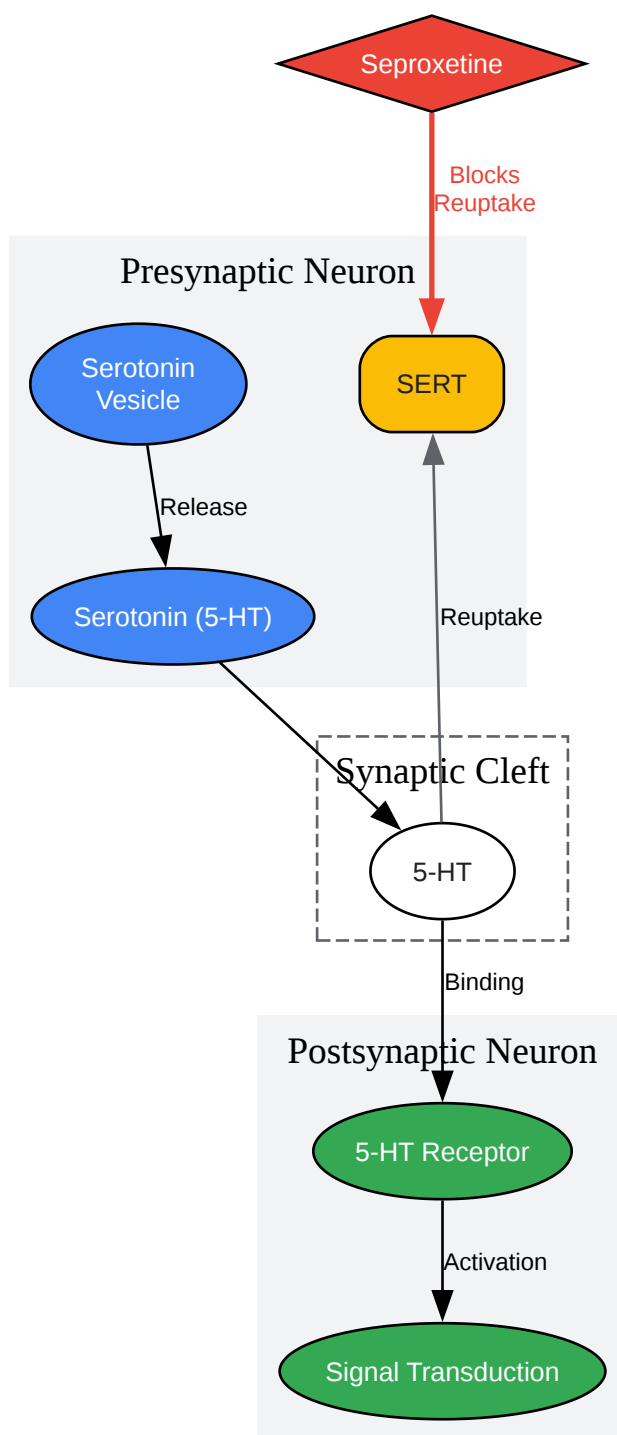 Seproxetine
Blocks
Reuptake
Presynaptic Neuron
Serotonin
Vesicle
SERT
Release
Serotonin (5-HT)
Reuptake
Synaptic Cleft
5-HT
Binding
Postsynaptic Neuron
5-HT Receptor
Activation
Signal Transduction